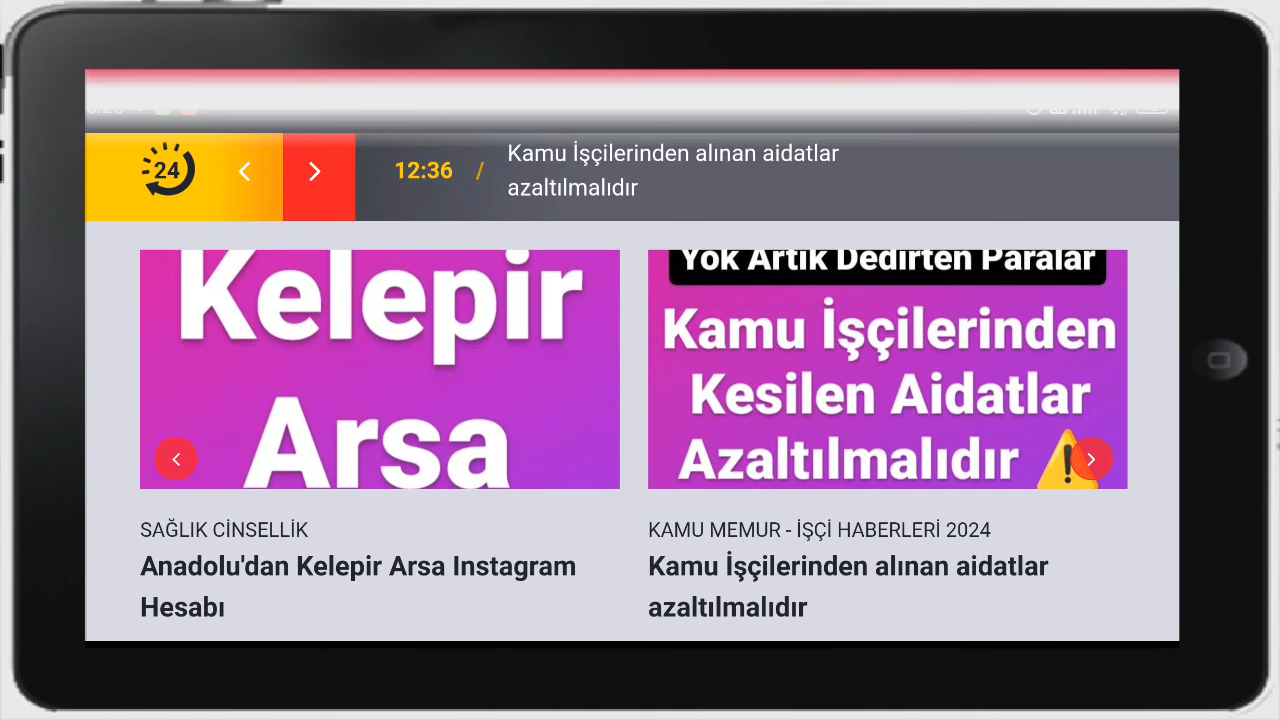 24
12:36 / Kamu İşçilerinden alınan aidatlar
azaltılmalıdır
Kelepir
Arsa
Yok Artık Dedirten Paralar
Kamu İşçilerinden
Kesilen Aidatlar
Azaltılmalıdır ⚠️
SAĞLIK CİNSELLİK
Anadolu'dan Kelepir Arsa Instagram
Hesabı
KAMU MEMUR - İŞÇİ HABERLERİ 2024
Kamu İşçilerinden alınan aidatlar
azaltılmalıdır